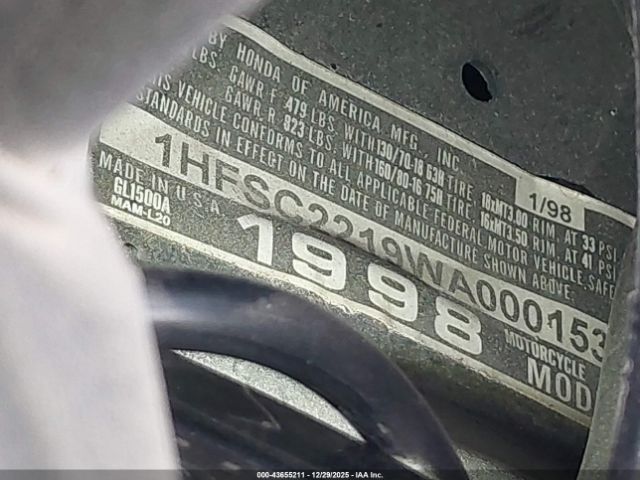 BY HONDA OF AMERICA MFG., INC. 1/98
LBS. GAWR F. 479 LBS. WITH 130/70-18 63H TIRE 18xMT3.00 RIM AT 33 PSI
GAWR R. 823 LBS. WITH 160/80-16 75H TIRE 16xMT3.50 RIM AT 41 PSI
THIS VEHICLE CONFORMS TO ALL APPLICABLE FEDERAL MOTOR VEHICLE SAFE
STANDARDS IN EFFECT ON THE DATE OF MANUFACTURE SHOWN ABOVE.
1HFSC2219WA000153
MADE IN U.S.A.
GL1500A
MAM-L20
1998
MOTORCYCLE
MOD
000-43655211 - 12/29/2025 - IAA Inc.